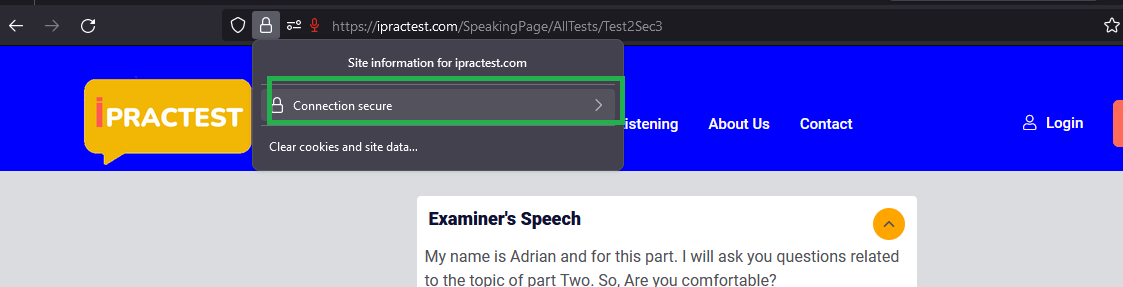 https://ipractest.com/SpeakingPage/AllTests/Test2Sec3
Site information for ipractest.com
Connection secure
Clear cookies and site data...
iPRACTEST
istening About Us Contact Login
Examiner's Speech
My name is Adrian and for this part. I will ask you questions related
to the topic of part Two. So, Are you comfortable?